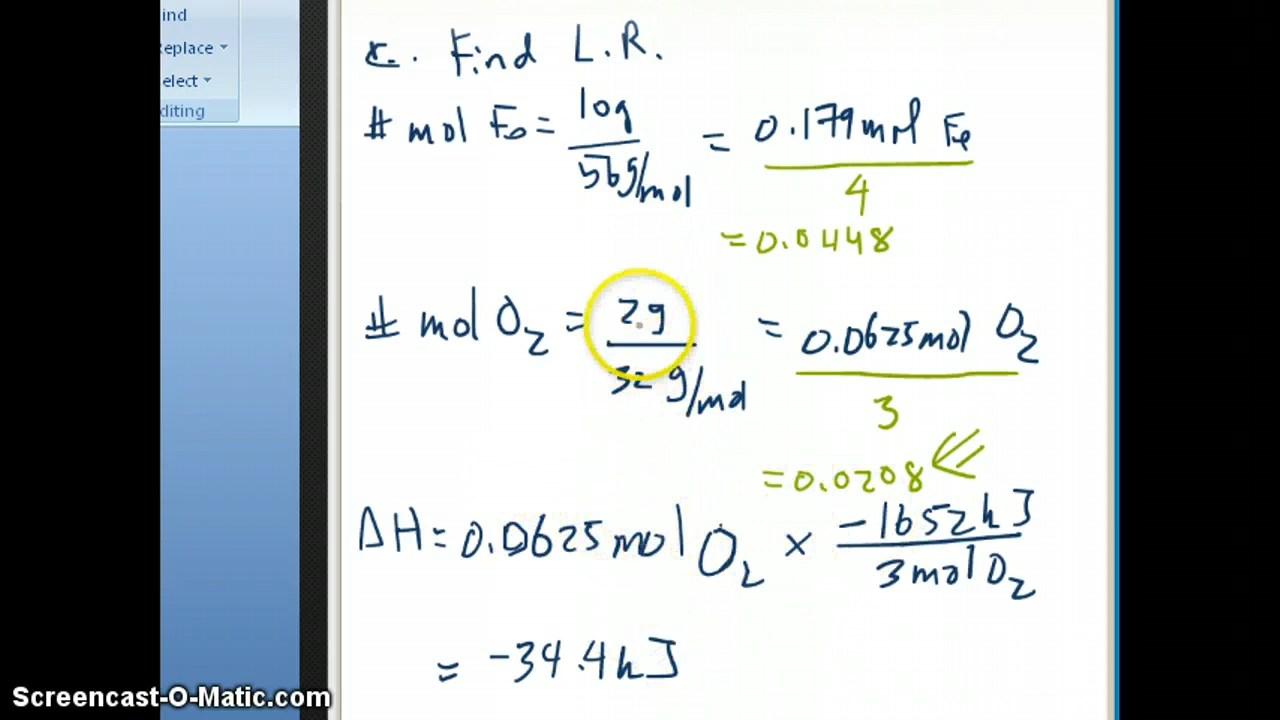 ind
eplace
elect
diting
c. Find L.R.
# mol Fe = 10g / 56g/mol = 0.179 mol Fe / 4
= 0.0448
# mol O2 = 2g / 32 g/mol = 0.0625 mol O2 / 3
= 0.0208
ΔH = 0.0625 mol O2 × -1652 kJ / 3 mol O2
= -34.4 kJ
Screencast-O-Matic.com